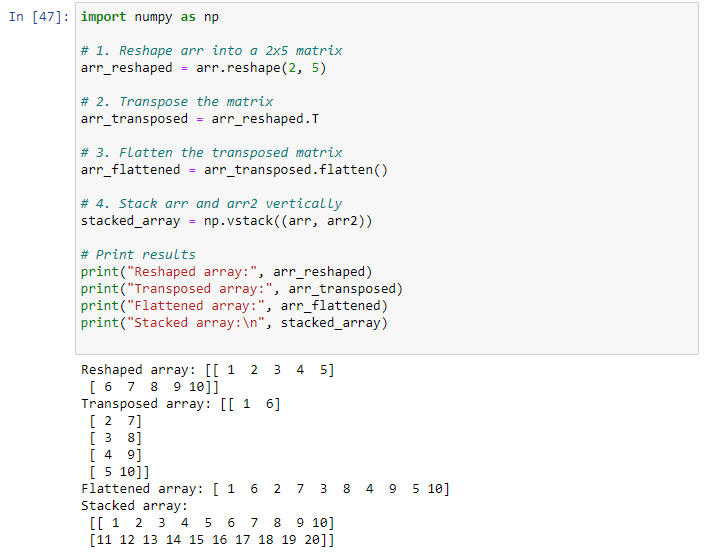 In [47]: import numpy as np
# 1. Reshape arr into a 2x5 matrix
arr_reshaped = arr.reshape(2, 5)
# 2. Transpose the matrix
arr_transposed = arr_reshaped.T
# 3. Flatten the transposed matrix
arr_flattened = arr_transposed.flatten()
# 4. Stack arr and arr2 vertically
stacked_array = np.vstack((arr, arr2))
# Print results
print("Reshaped array:", arr_reshaped)
print("Transposed array:", arr_transposed)
print("Flattened array:", arr_flattened)
print("Stacked array:\n", stacked_array)
Reshaped array: [[ 1  2  3  4  5]
 [ 6  7  8  9 10]]
Transposed array: [[ 1  6]
 [ 2  7]
 [ 3  8]
 [ 4  9]
 [ 5 10]]
Flattened array: [ 1  6  2  7  3  8  4  9  5 10]
Stacked array:
 [[ 1  2  3  4  5  6  7  8  9 10]
 [11 12 13 14 15 16 17 18 19 20]]